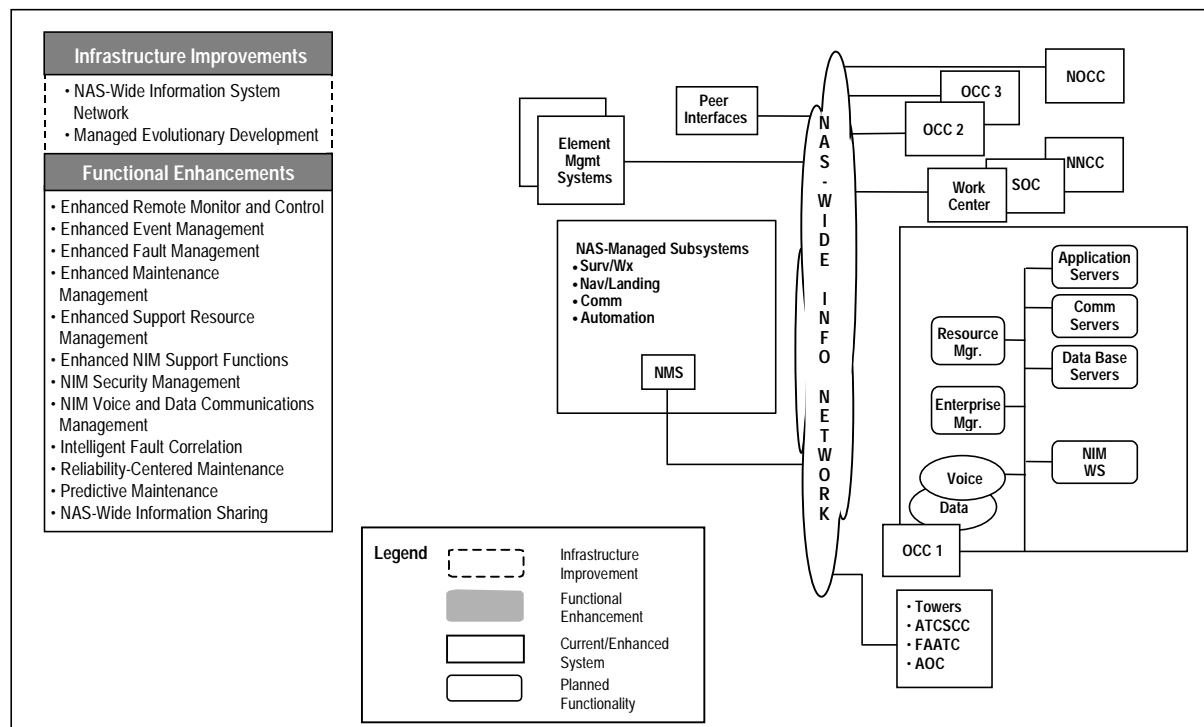 Infrastructure Improvements
• NAS-Wide Information System
Network
• Managed Evolutionary Development
Functional Enhancements
• Enhanced Remote Monitor and Control
• Enhanced Event Management
• Enhanced Fault Management
• Enhanced Maintenance
Management
• Enhanced Support Resource
Management
• Enhanced NIM Support Functions
• NIM Security Management
• NIM Voice and Data Communications
Management
• Intelligent Fault Correlation
• Reliability-Centered Maintenance
• Predictive Maintenance
• NAS-Wide Information Sharing
Element
Mgmt
Systems
Peer
Interfaces
NAS-Managed Subsystems
• Surv/Wx
• Nav/Landing
• Comm
• Automation
NMS
NAS-WIDE INFO NETWORK
NOCC
OCC 3
OCC 2
NNCC
SOC
Work
Center
Application
Servers
Comm
Servers
Resource
Mgr.
Data Base
Servers
Enterprise
Mgr.
NIM
WS
Voice
Data
OCC 1
• Towers
• ATCSCC
• FAATC
• AOC
Legend
Infrastructure
Improvement
Functional
Enhancement
Current/Enhanced
System
Planned
Functionality